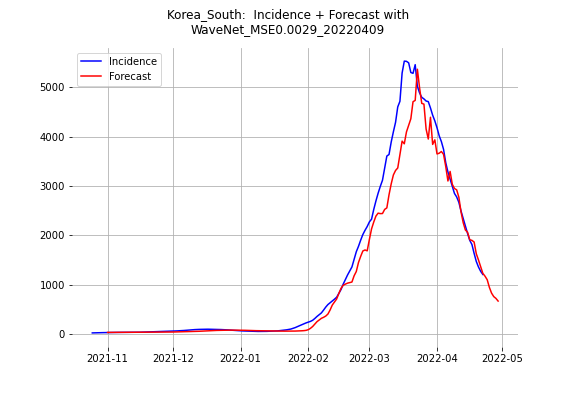 Korea_South:  Incidence + Forecast with
WaveNet_MSE0.0029_20220409
Incidence
Forecast
5000
4000
3000
2000
1000
0
2021-11 2021-12 2022-01 2022-02 2022-03 2022-04 2022-05